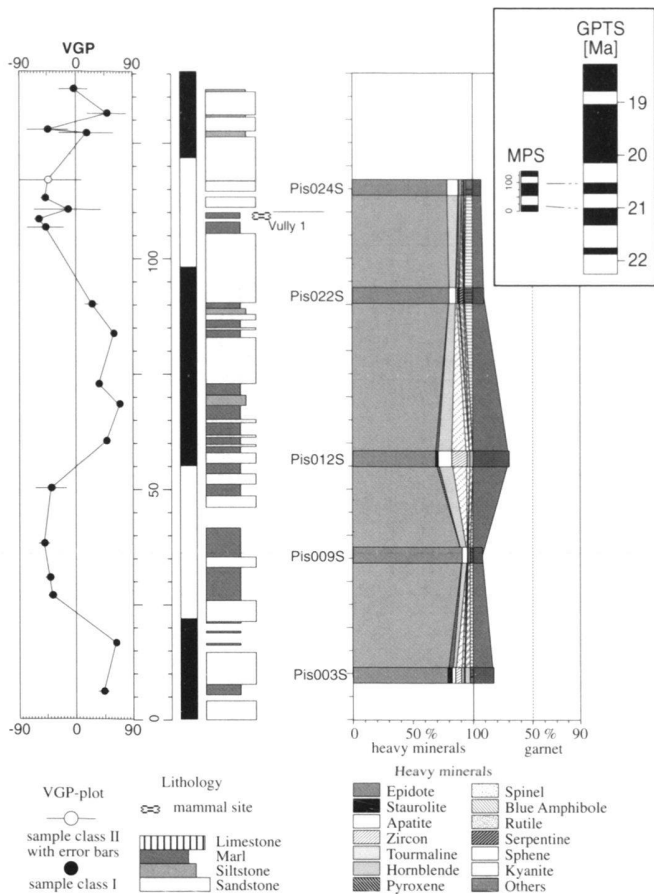 VGP
-90 0 90
GPTS
[Ma]
19
20
21
22
MPS
100
0
Pis024S
Vully 1
Pis022S
Pis012S
Pis009S
Pis003S
100
50
0
-90 0 90
0 50 % 100 50 % 90
heavy minerals garnet
VGP-plot
sample class II
with error bars
sample class I
Lithology
mammal site
Limestone
Marl
Siltstone
Sandstone
Heavy minerals
Epidote
Staurolite
Apatite
Zircon
Tourmaline
Hornblende
Pyroxene
Spinel
Blue Amphibole
Rutile
Serpentine
Sphene
Kyanite
Others